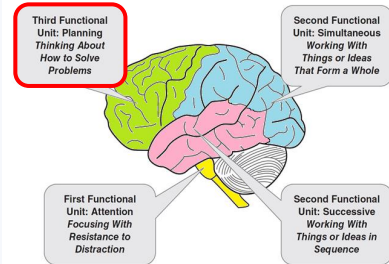 Third Functional
Unit: Planning
Thinking About
How to Solve
Problems
Second Functional
Unit: Simultaneous
Working With
Things or Ideas
That Form a Whole
First Functional
Unit: Attention
Focusing With
Resistance to
Distraction
Second Functional
Unit: Successive
Working With
Things or Ideas in
Sequence